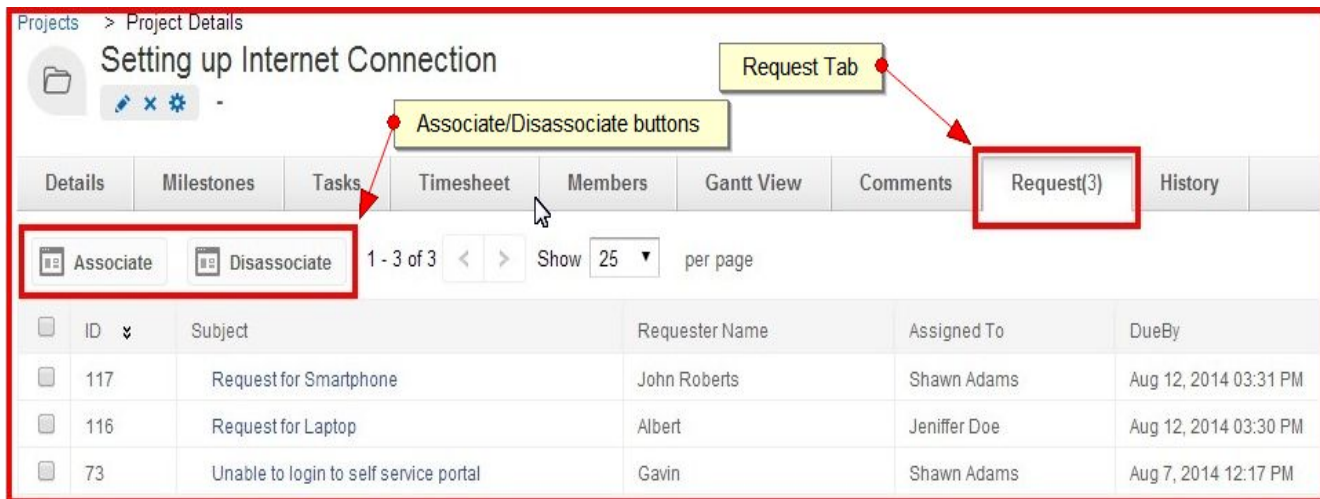 Projects > Project Details
Setting up Internet Connection
-
Request Tab
Associate/Disassociate buttons
Details Milestones Tasks Timesheet Members Gantt View Comments Request(3) History
Associate Disassociate 1 - 3 of 3 < > Show 25 per page
ID Subject Requester Name Assigned To DueBy
117 Request for Smartphone John Roberts Shawn Adams Aug 12, 2014 03:31 PM
116 Request for Laptop Albert Jeniffer Doe Aug 12, 2014 03:30 PM
73 Unable to login to self service portal Gavin Shawn Adams Aug 7, 2014 12:17 PM